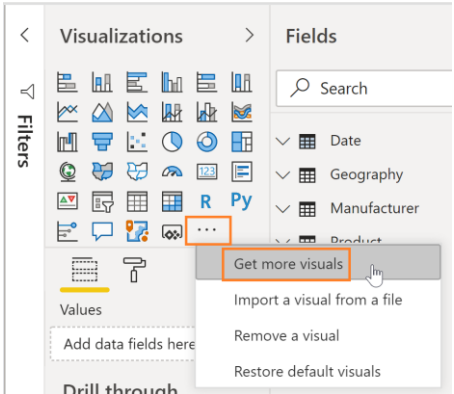 Visualizations
Fields
Filters
Search
123
R Py
Date
Geography
Manufacturer
Product
...
Get more visuals
Import a visual from a file
Remove a visual
Restore default visuals
Values
Add data fields here
Drill through